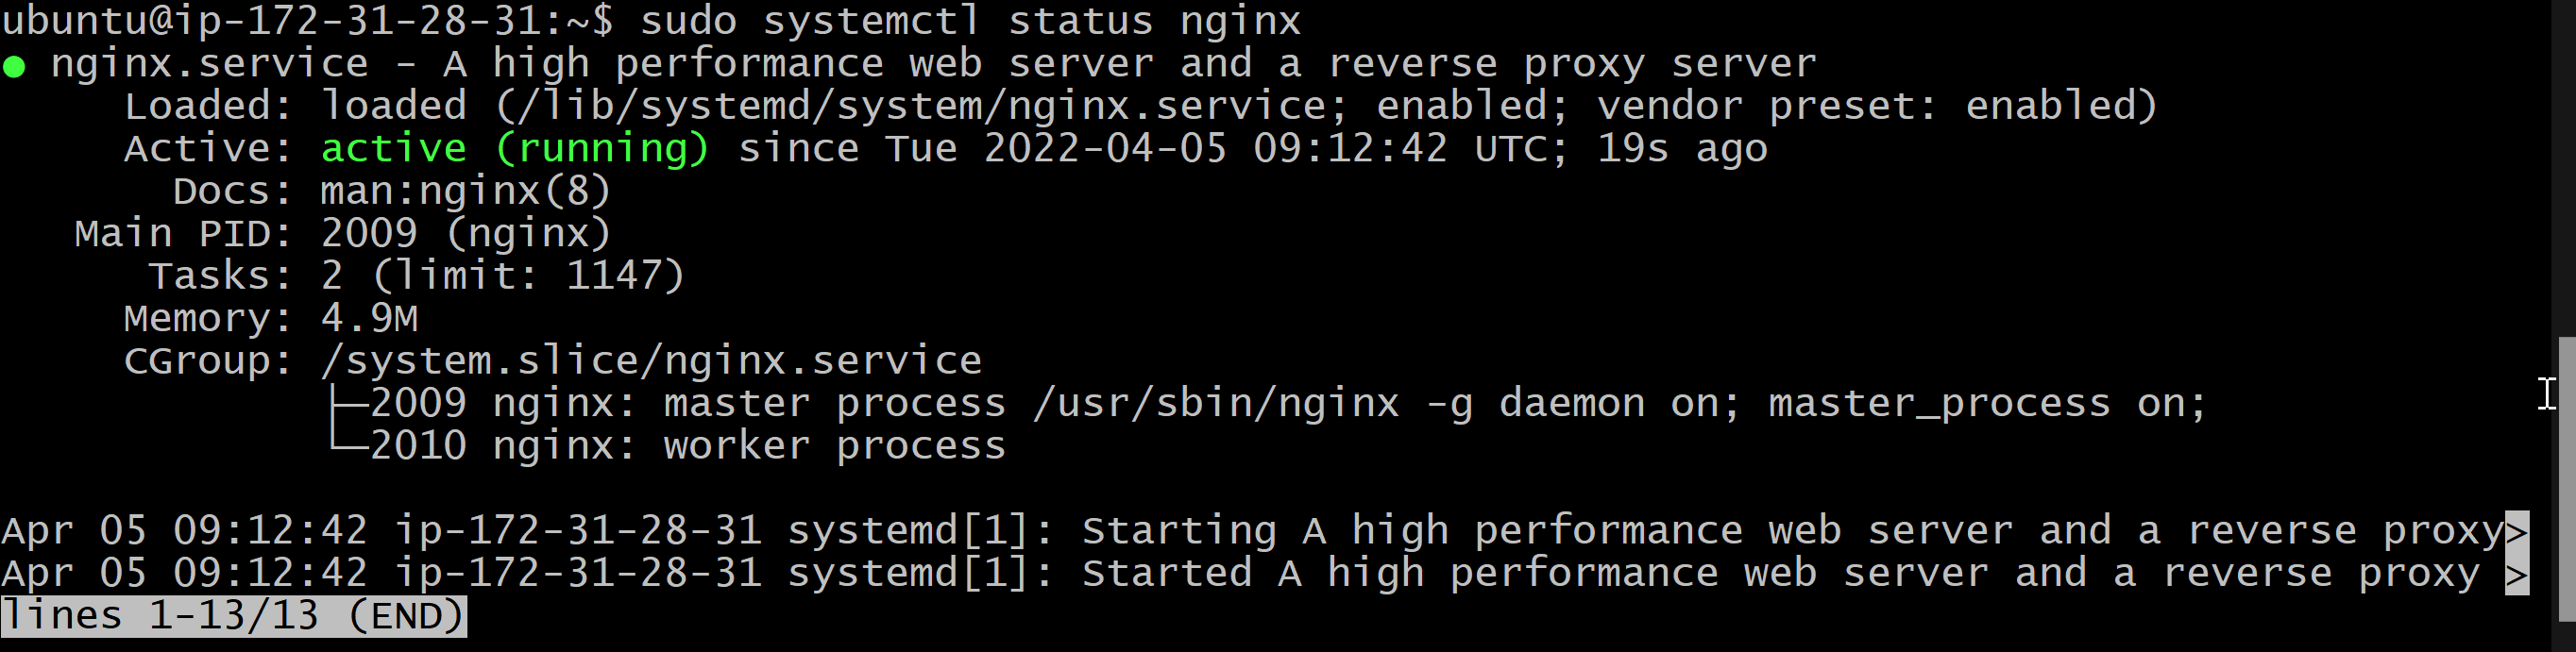 ubuntu@ip-172-31-28-31:~$ sudo systemctl status nginx
● nginx.service - A high performance web server and a reverse proxy server
     Loaded: loaded (/lib/systemd/system/nginx.service; enabled; vendor preset: enabled)
     Active: active (running) since Tue 2022-04-05 09:12:42 UTC; 19s ago
       Docs: man:nginx(8)
   Main PID: 2009 (nginx)
      Tasks: 2 (limit: 1147)
     Memory: 4.9M
     CGroup: /system.slice/nginx.service
             ├─2009 nginx: master process /usr/sbin/nginx -g daemon on; master_process on;
             └─2010 nginx: worker process

Apr 05 09:12:42 ip-172-31-28-31 systemd[1]: Starting A high performance web server and a reverse proxy>
Apr 05 09:12:42 ip-172-31-28-31 systemd[1]: Started A high performance web server and a reverse proxy >
lines 1-13/13 (END)